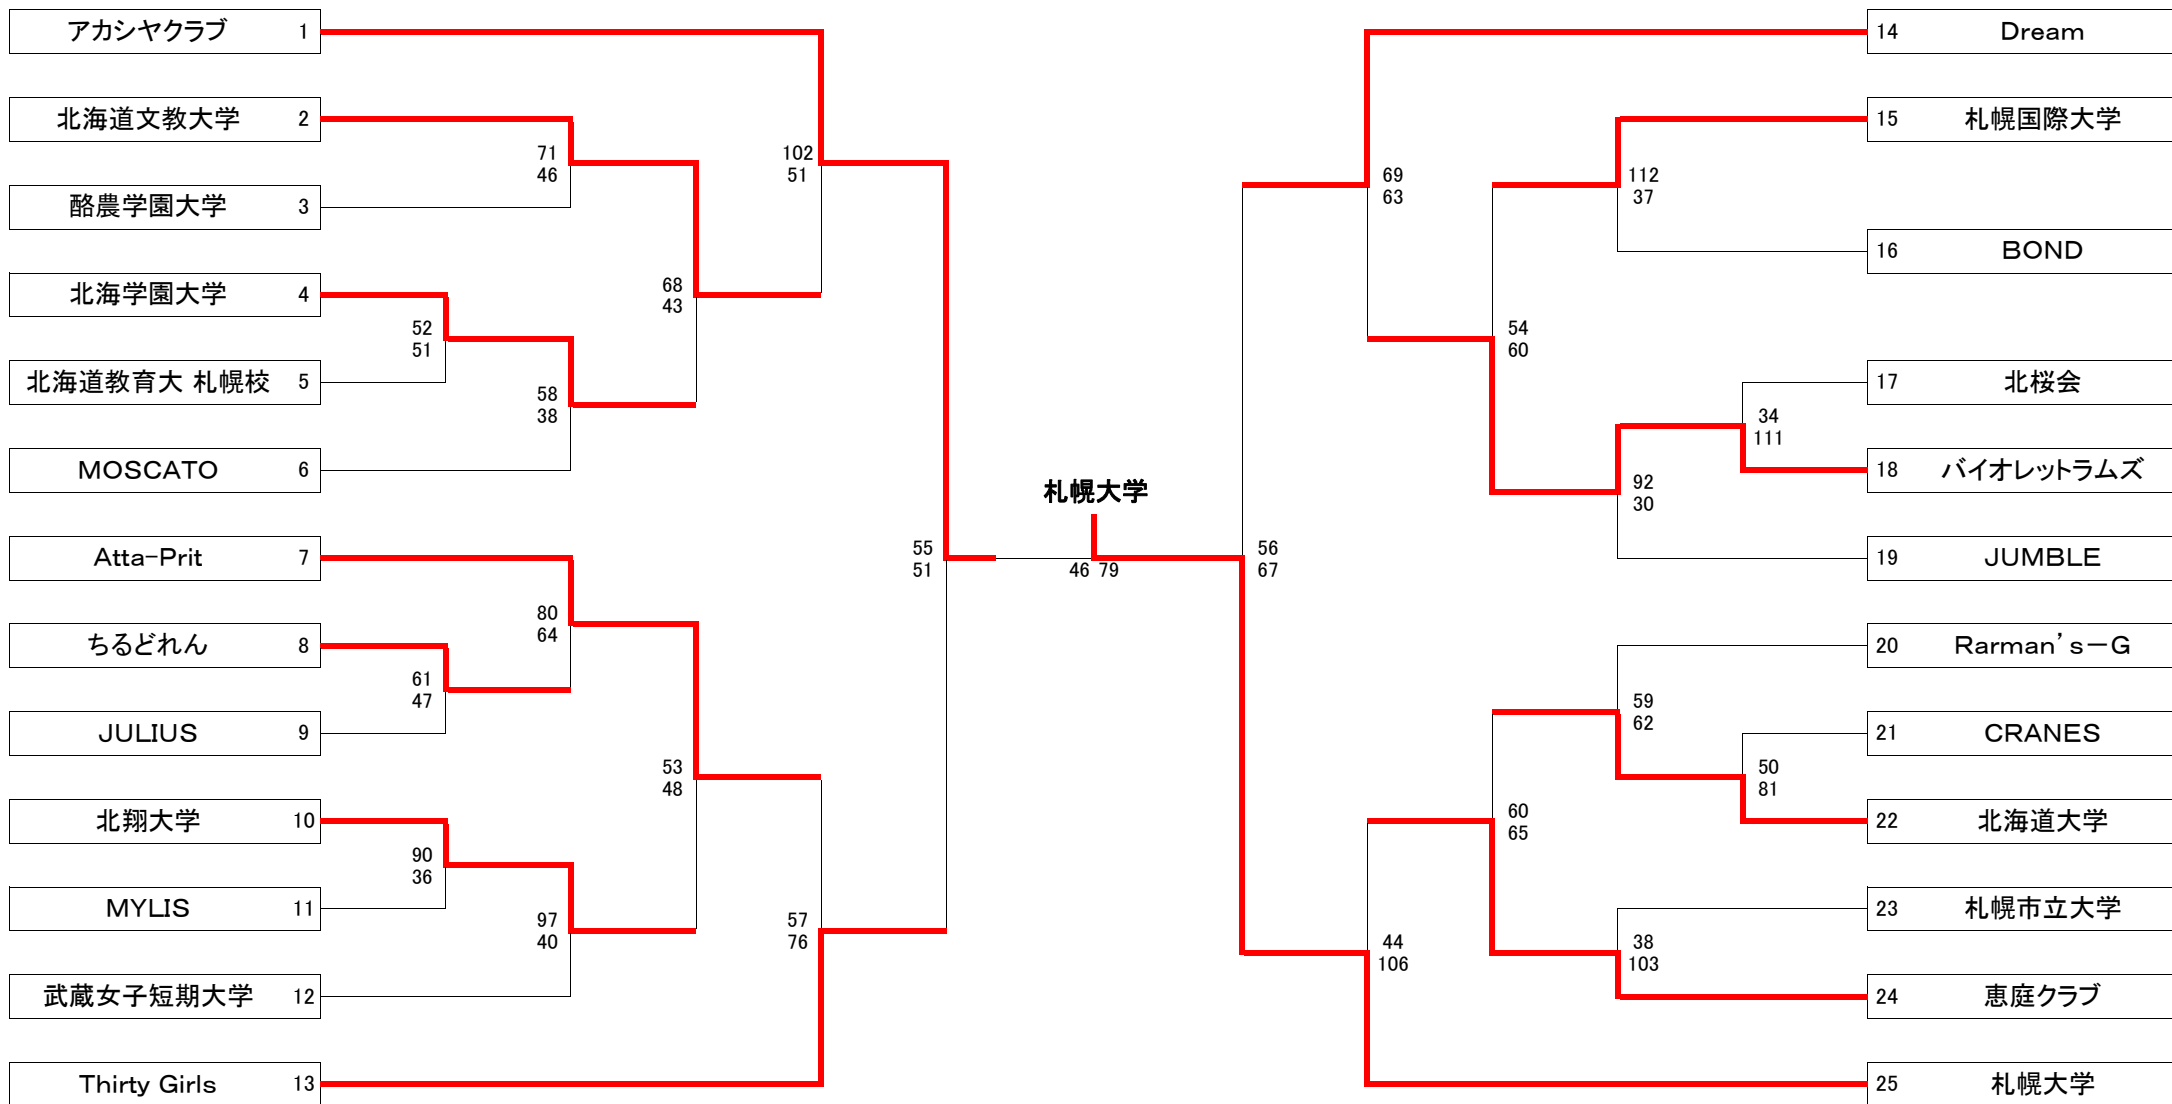 アカシヤクラブ 1
北海道文教大学 2
酪農学園大学 3
北海学園大学 4
北海道教育大 札幌校 5
MOSCATO 6
Atta-Prit 7
ちるどれん 8
JULIUS 9
北翔大学 10
MYLIS 11
武蔵女子短期大学 12
Thirty Girls 13
52
51
61
47
90
36
71
46
58
38
80
64
97
40
68
43
53
48
102
51
57
76
55
51
札幌大学
46 79
56
67
69
63
44
106
54
60
60
65
112
37
92
30
59
62
38
103
34
111
50
81
14 Dream
15 札幌国際大学
16 BOND
17 北桜会
18 バイオレットラムズ
19 JUMBLE
20 Rarman's－G
21 CRANES
22 北海道大学
23 札幌市立大学
24 恵庭クラブ
25 札幌大学